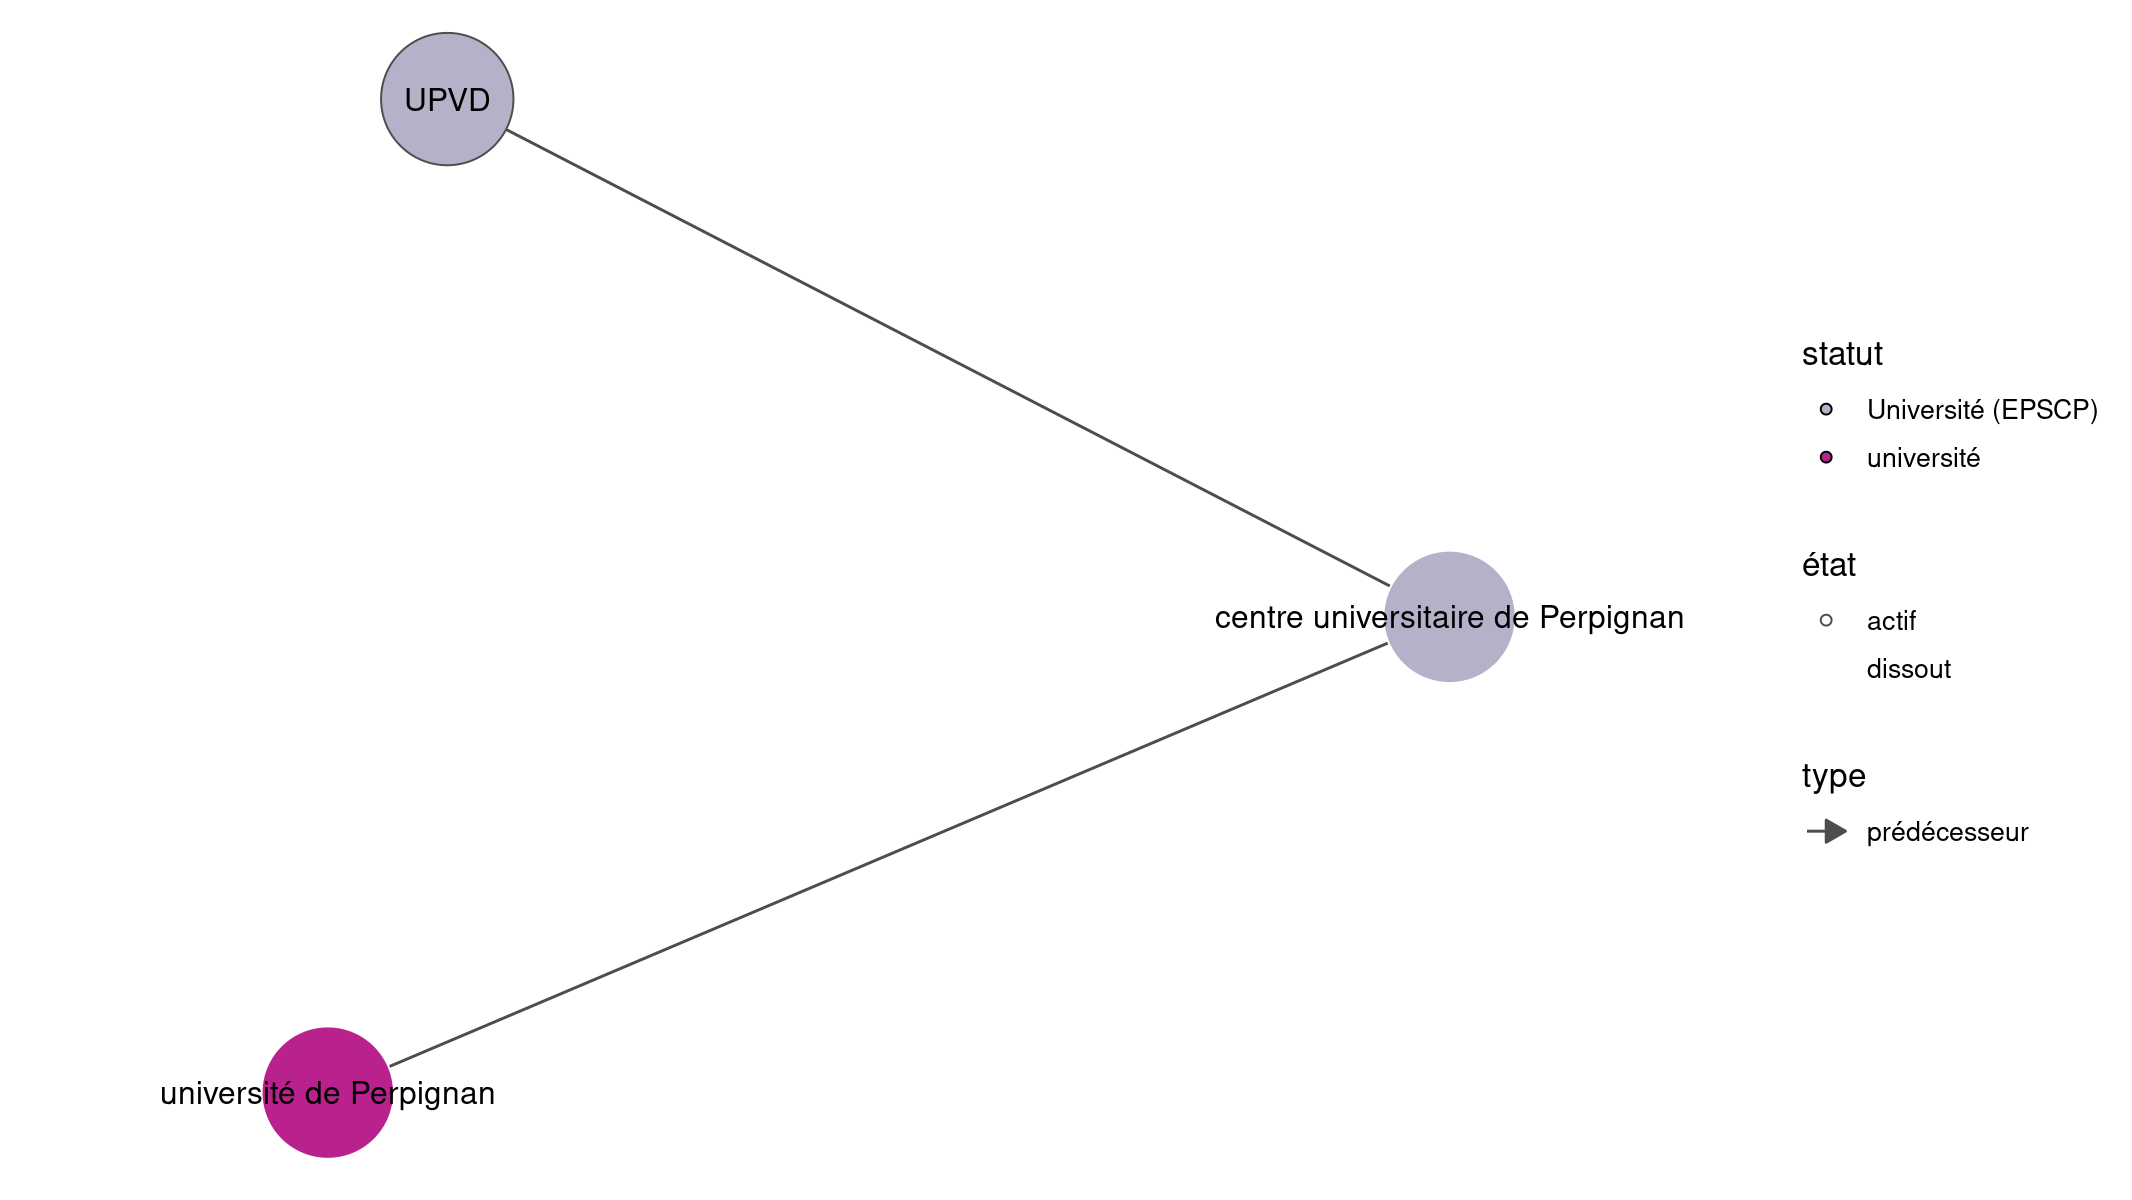 UPVD
centre universitaire de Perpignan
université de Perpignan
statut
Université (EPSCP)
université
état
actif
dissout
type
prédécesseur